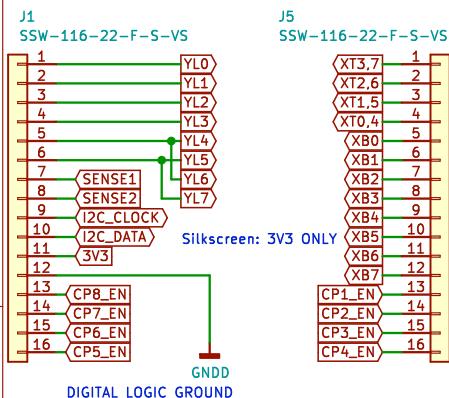 J1
SSW-116-22-F-S-VS
1 YL0
2 YL1
3 YL2
4 YL3
5 YL4
6 YL5
YL6
7 SENSE1
YL7
8 SENSE2
9 I2C_CLOCK
10 I2C_DATA
11 3V3
12
13 CP8_EN
14 CP7_EN
15 CP6_EN
16 CP5_EN
Silkscreen: 3V3 ONLY
GNDD
DIGITAL LOGIC GROUND
J5
SSW-116-22-F-S-VS
XT3,7 1
XT2,6 2
XT1,5 3
XT0,4 4
XB0 5
XB1 6
XB2 7
XB3 8
XB4 9
XB5 10
XB6 11
XB7 12
CP1_EN 13
CP2_EN 14
CP3_EN 15
CP4_EN 16